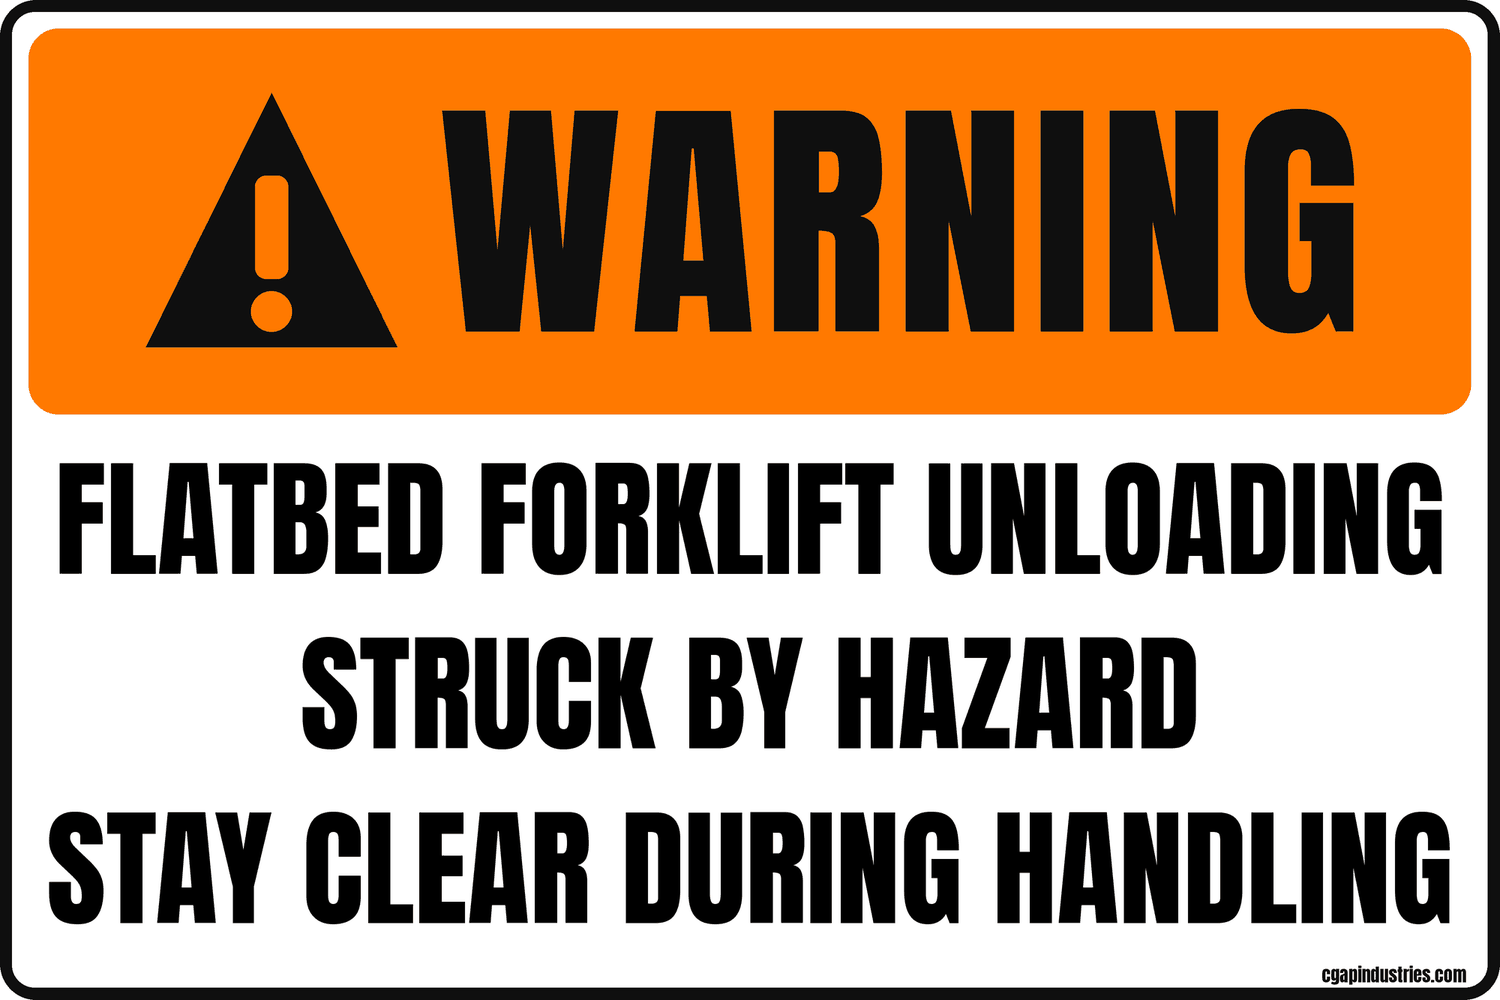 WARNING
FLATBED FORKLIFT UNLOADING
STRUCK BY HAZARD
STAY CLEAR DURING HANDLING
cgapindustries.com